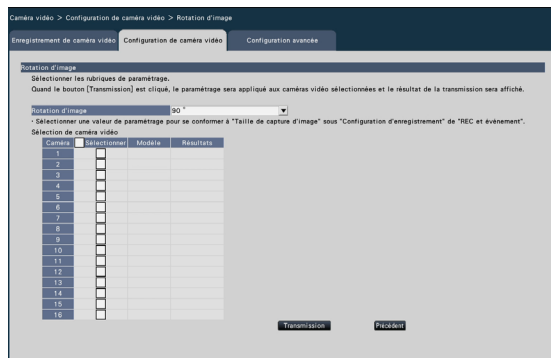 Caméra vidéo > Configuration de caméra vidéo > Rotation d'image
Enregistrement de caméra vidéo Configuration de caméra vidéo Configuration avancée
Rotation d'image
Sélectionner les rubriques de paramétrage.
Quand le bouton [Transmission] est cliqué, le paramétrage sera appliqué aux caméras vidéo sélectionnées et le résultat de la transmission sera affiché.
Rotation d'image 90 °
・Sélectionner une valeur de paramétrage pour se conformer à "Taille de capture d'image" sous "Configuration d'enregistrement" de "REC et événement".
Sélection de caméra vidéo
Caméra Sélectionner Modèle Résultats
1
2
3
4
5
6
7
8
9
10
11
12
13
14
15
16
Transmission Précédent